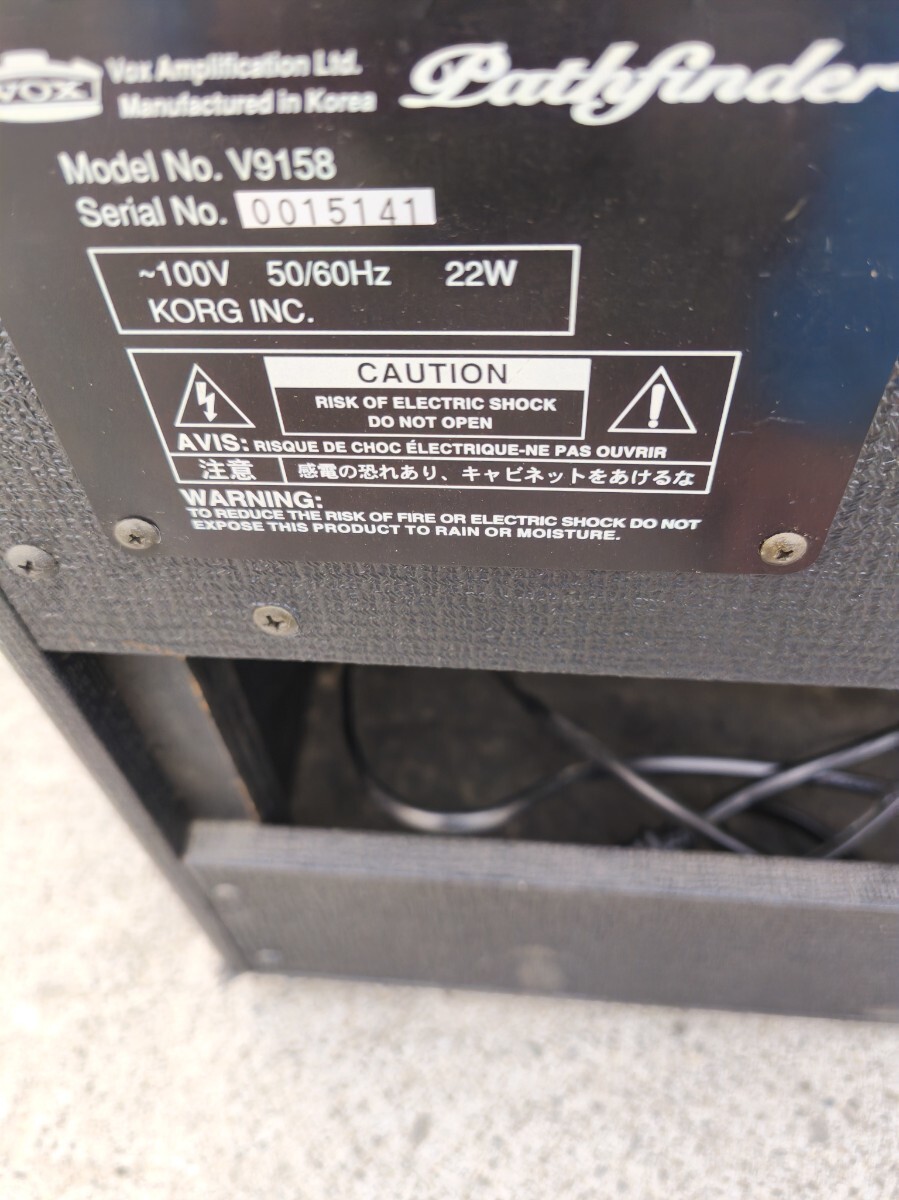 VOX
Vox Amplification Ltd.
Manufactured in Korea
Pathfinder
Model No. V9158
Serial No. 0015141
~100V 50/60Hz 22W
KORG INC.
CAUTION
RISK OF ELECTRIC SHOCK
DO NOT OPEN
AVIS: RISQUE DE CHOC ÉLECTRIQUE-NE PAS OUVRIR
注意 感電の恐れあり、キャビネットをあけるな
WARNING:
TO REDUCE THE RISK OF FIRE OR ELECTRIC SHOCK DO NOT
EXPOSE THIS PRODUCT TO RAIN OR MOISTURE.